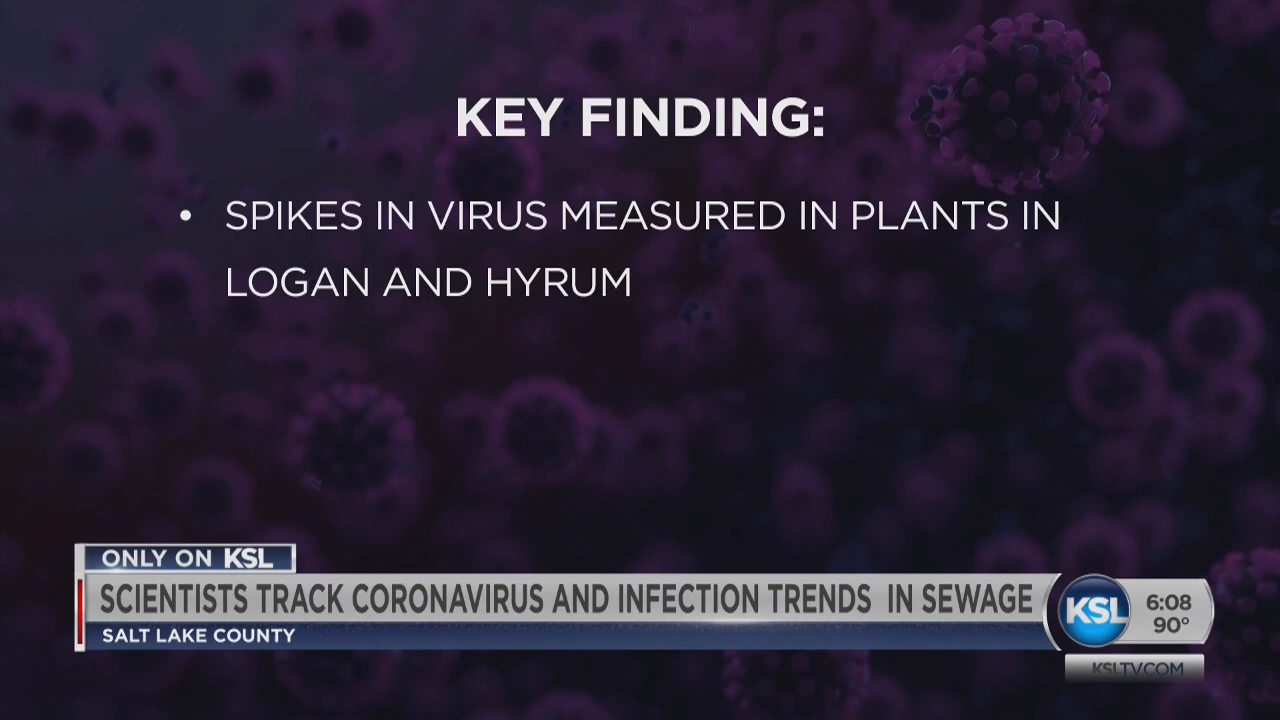 KEY FINDING:
• SPIKES IN VIRUS MEASURED IN PLANTS IN
LOGAN AND HYRUM
ONLY ON KSL
SCIENTISTS TRACK CORONAVIRUS AND INFECTION TRENDS IN SEWAGE
SALT LAKE COUNTY
KSL
6:08
90°
KSLTV.COM